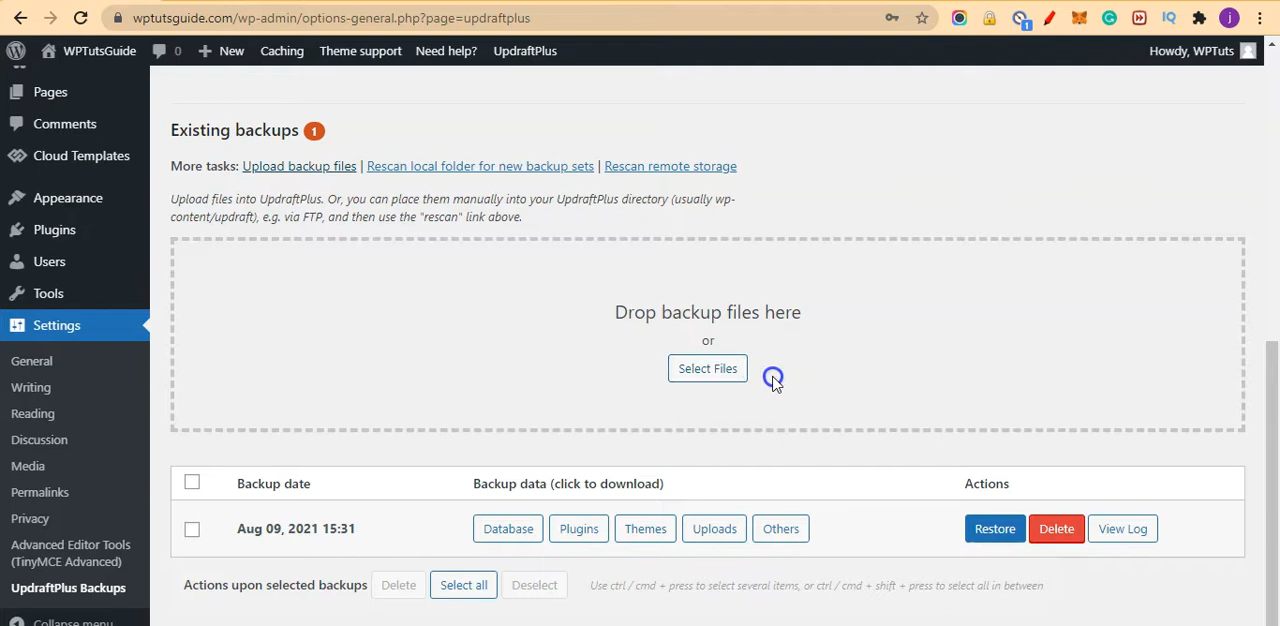 wptutsguide.com/wp-admin/options-general.php?page=updraftplus
1
IQ
j
WPTutsGuide 0 New Caching Theme support Need help? UpdraftPlus Howdy, WPTuts
Pages
Comments
Cloud Templates
Appearance
Plugins
Users
Tools
Settings
General
Writing
Reading
Discussion
Media
Permalinks
Privacy
Advanced Editor Tools
(TinyMCE Advanced)
UpdraftPlus Backups
Collapse menu
Existing backups 1
More tasks: Upload backup files | Rescan local folder for new backup sets | Rescan remote storage
Upload files into UpdraftPlus. Or, you can place them manually into your UpdraftPlus directory (usually wp-
content/updraft), e.g. via FTP, and then use the "rescan" link above.
Drop backup files here
or
Select Files
Backup date Backup data (click to download) Actions
Aug 09, 2021 15:31 Database Plugins Themes Uploads Others Restore Delete View Log
Actions upon selected backups Delete Select all Deselect Use ctrl / cmd + press to select several items, or ctrl / cmd + shift + press to select all in between